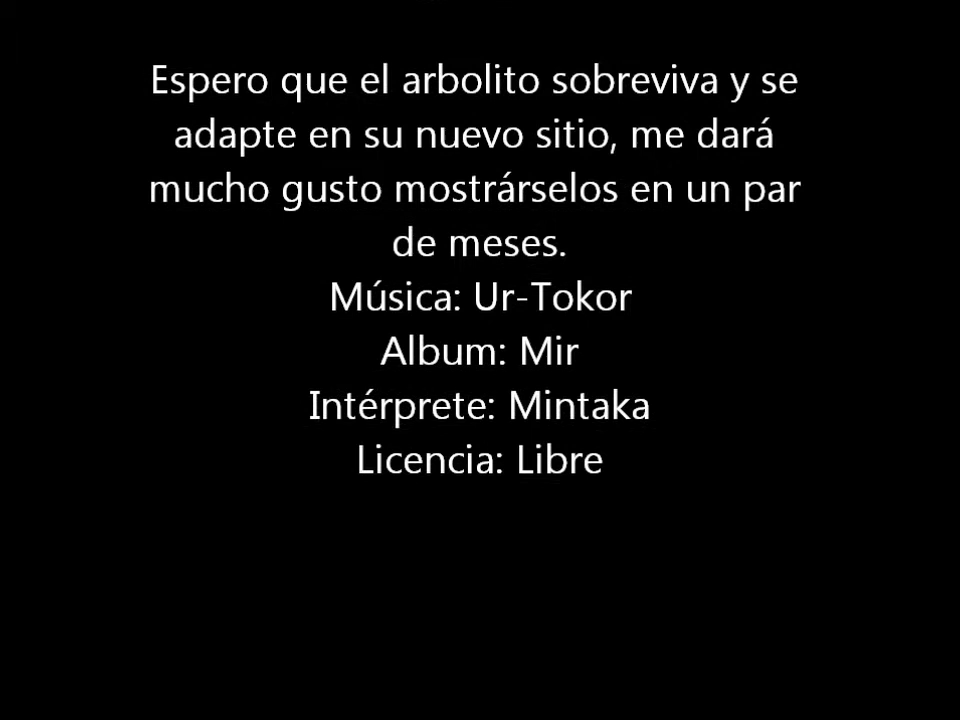 Espero que el arbolito sobreviva y se
adapte en su nuevo sitio, me dará
mucho gusto mostrárselos en un par
de meses.
Música: Ur-Tokor
Album: Mir
Intérprete: Mintaka
Licencia: Libre